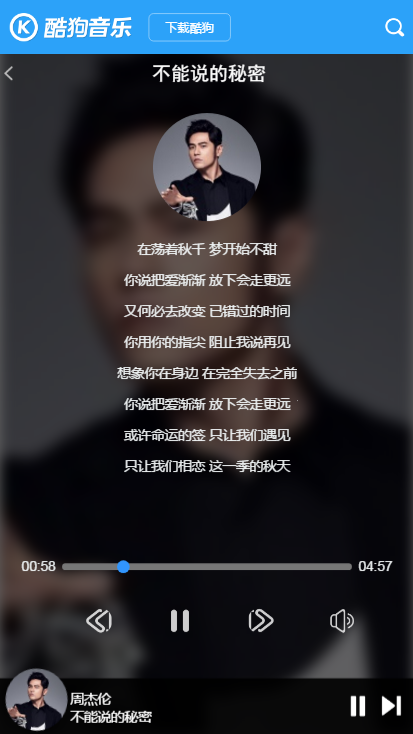 酷狗音乐
下载酷狗
不能说的秘密
在荡着秋千 梦开始不甜
你说把爱渐渐 放下会走更远
又何必去改变 已错过的时间
你用你的指尖 阻止我说再见
想象你在身边 在完全失去之前
你说把爱渐渐 放下会走更远
或许命运的签 只让我们遇见
只让我们相恋 这一季的秋天
00:58
04:57
周杰伦
不能说的秘密